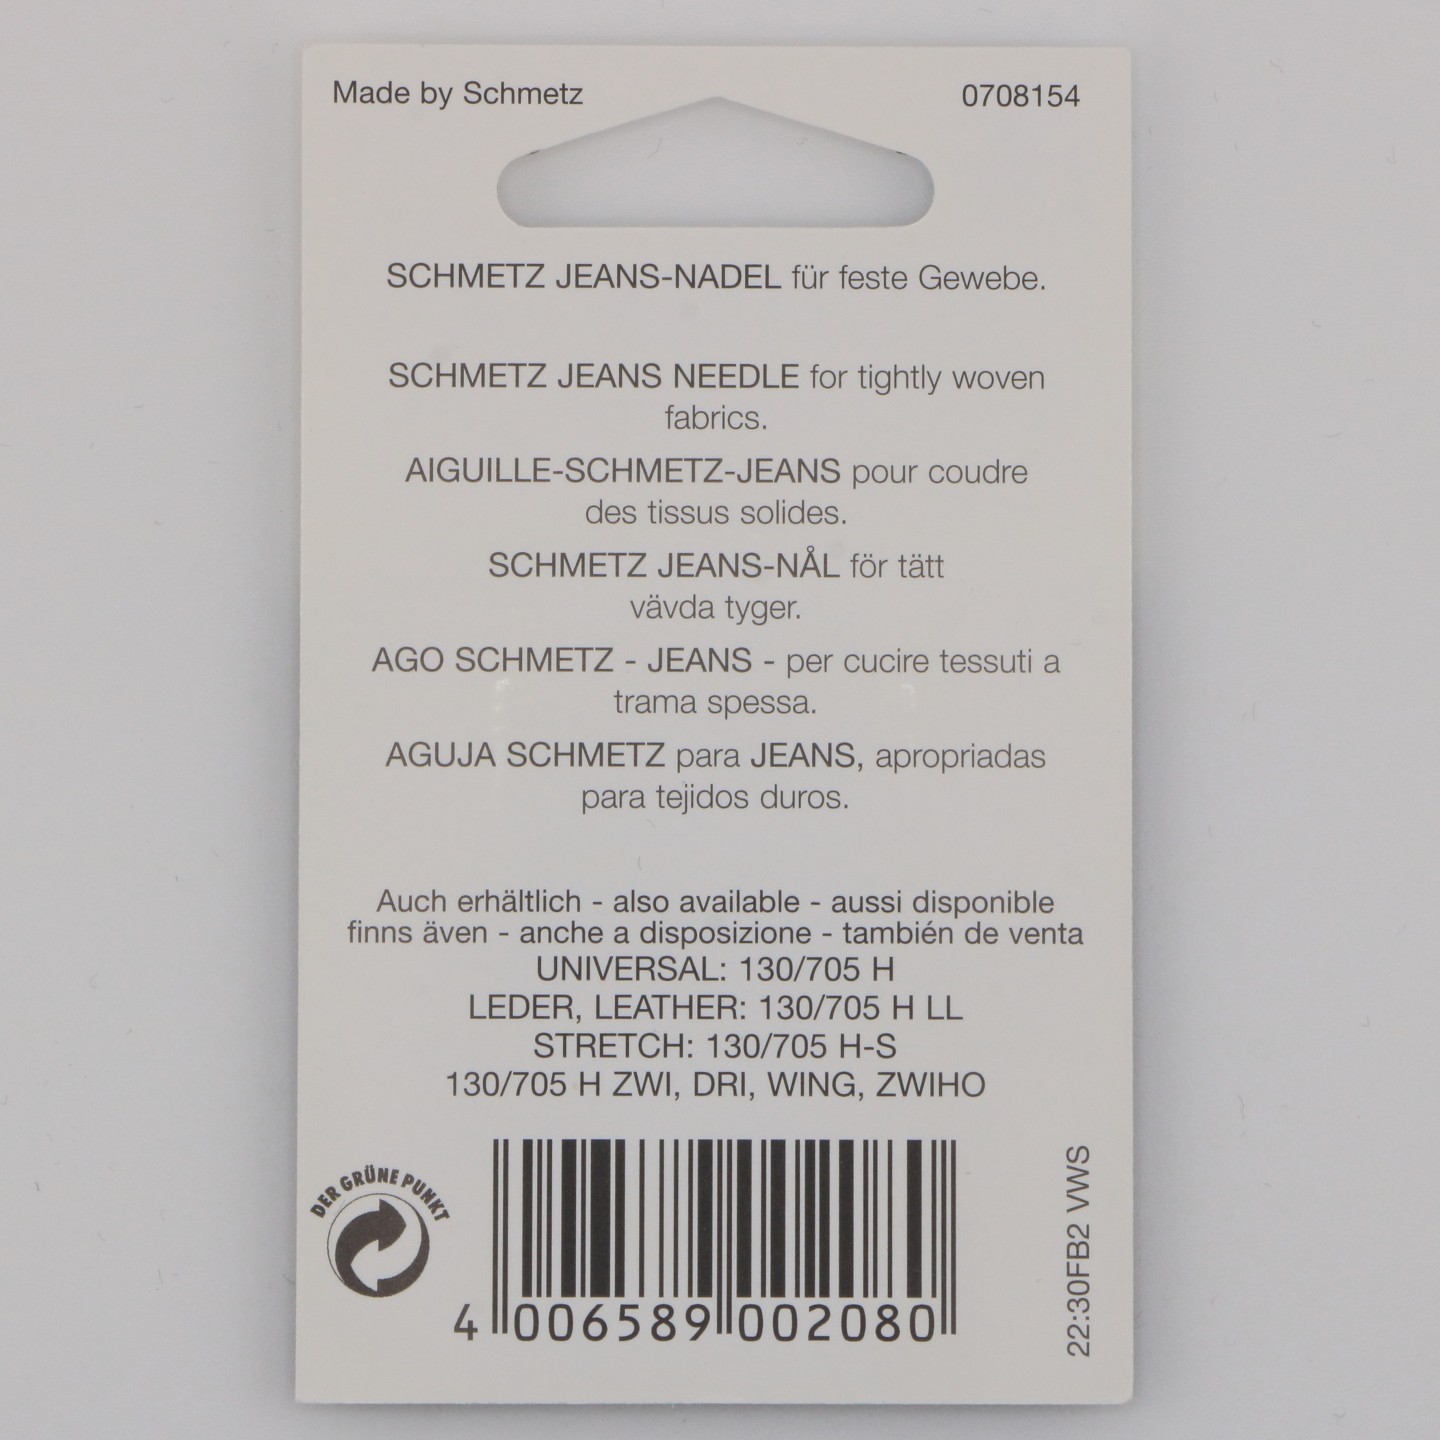 Made by Schmetz
0708154
SCHMETZ JEANS-NADEL für feste Gewebe.
SCHMETZ JEANS NEEDLE for tightly woven
fabrics.
AIGUILLE-SCHMETZ-JEANS pour coudre
des tissus solides.
SCHMETZ JEANS-NÅL för tätt
vävda tyger.
AGO SCHMETZ - JEANS - per cucire tessuti a
trama spessa.
AGUJA SCHMETZ para JEANS, apropriadas
para tejidos duros.
Auch erhältlich - also available - aussi disponible
finns även - anche a disposizione - también de venta
UNIVERSAL: 130/705 H
LEDER, LEATHER: 130/705 H LL
STRETCH: 130/705 H-S
130/705 H ZWI, DRI, WING, ZWIHO
DER GRÜNE PUNKT
4 006589 002080
22:30FB2 VWS